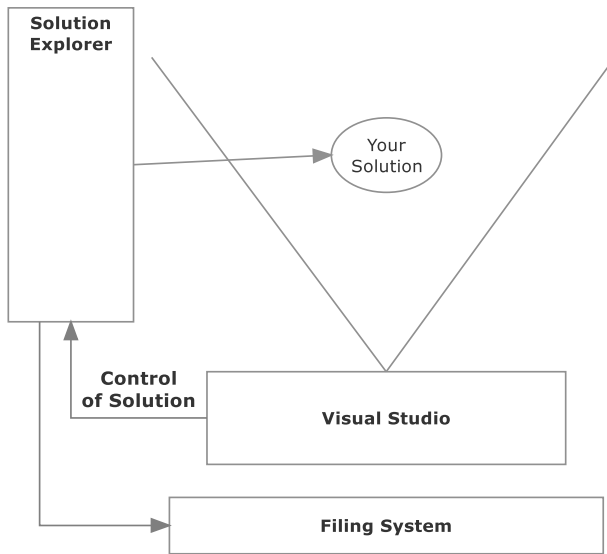 Solution
Explorer
Your
Solution
Control
of Solution
Visual Studio
Filing System